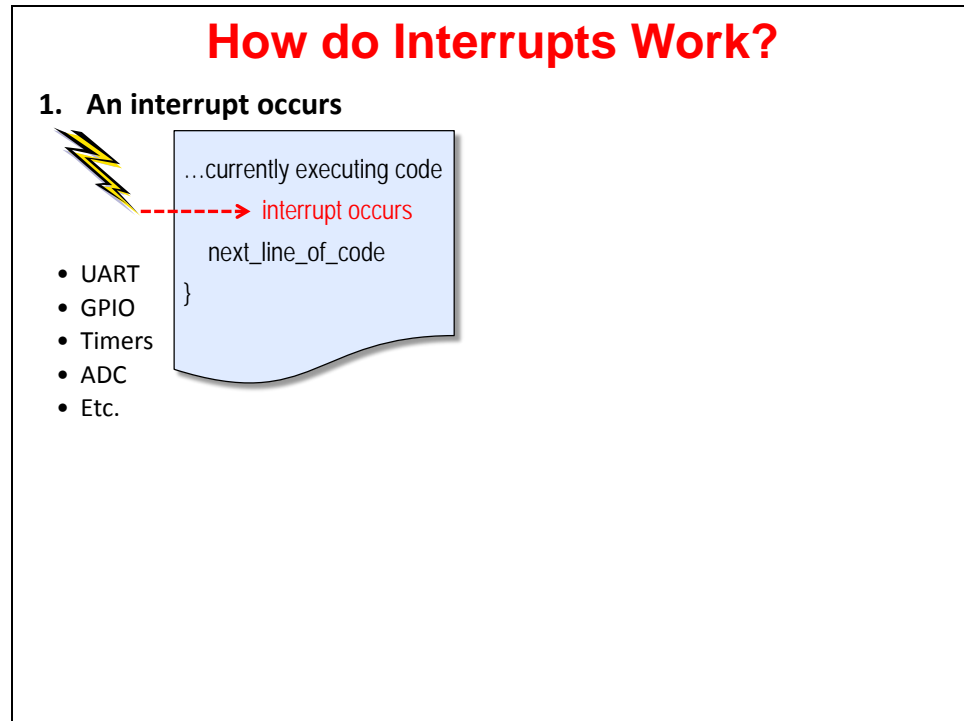 How do Interrupts Work?
1. An interrupt occurs
…currently executing code
interrupt occurs
next_line_of_code
}
• UART
• GPIO
• Timers
• ADC
• Etc.